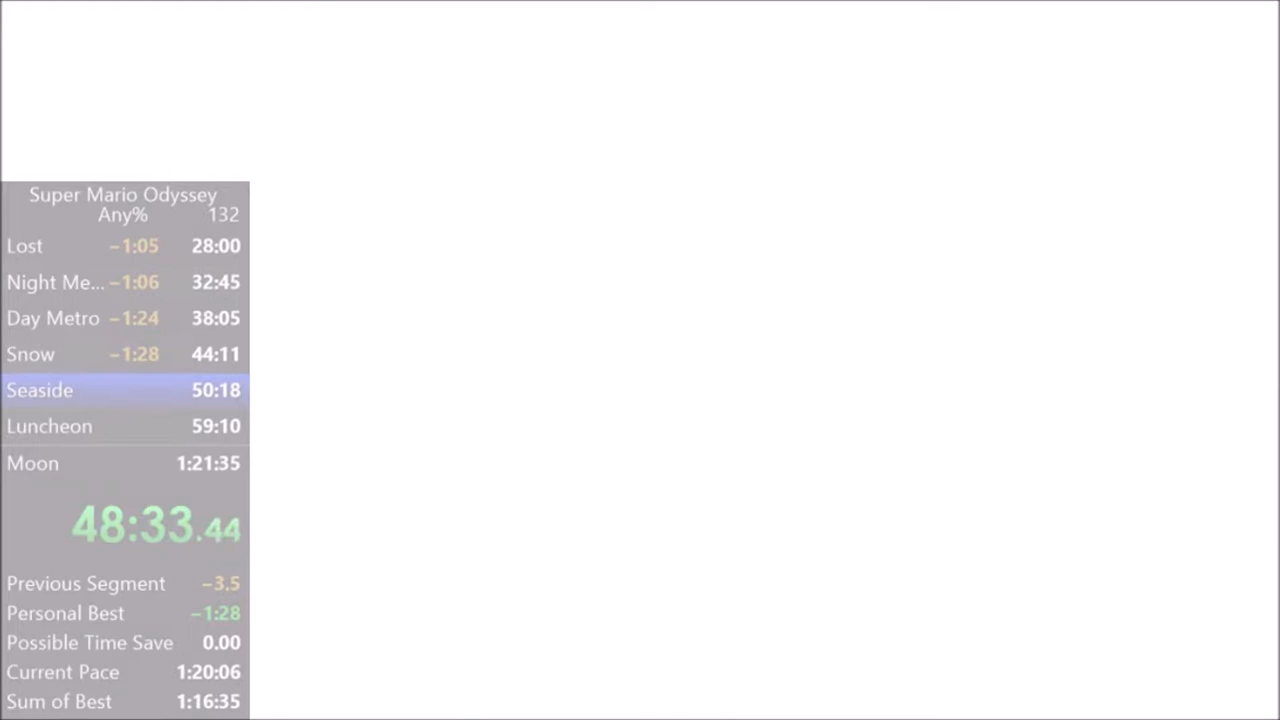 Super Mario Odyssey
Any% 132
Lost −1:05 28:00
Night Me... −1:06 32:45
Day Metro −1:24 38:05
Snow −1:28 44:11
Seaside 50:18
Luncheon 59:10
Moon 1:21:35
48:33.44
Previous Segment −3.5
Personal Best −1:28
Possible Time Save 0.00
Current Pace 1:20:06
Sum of Best 1:16:35